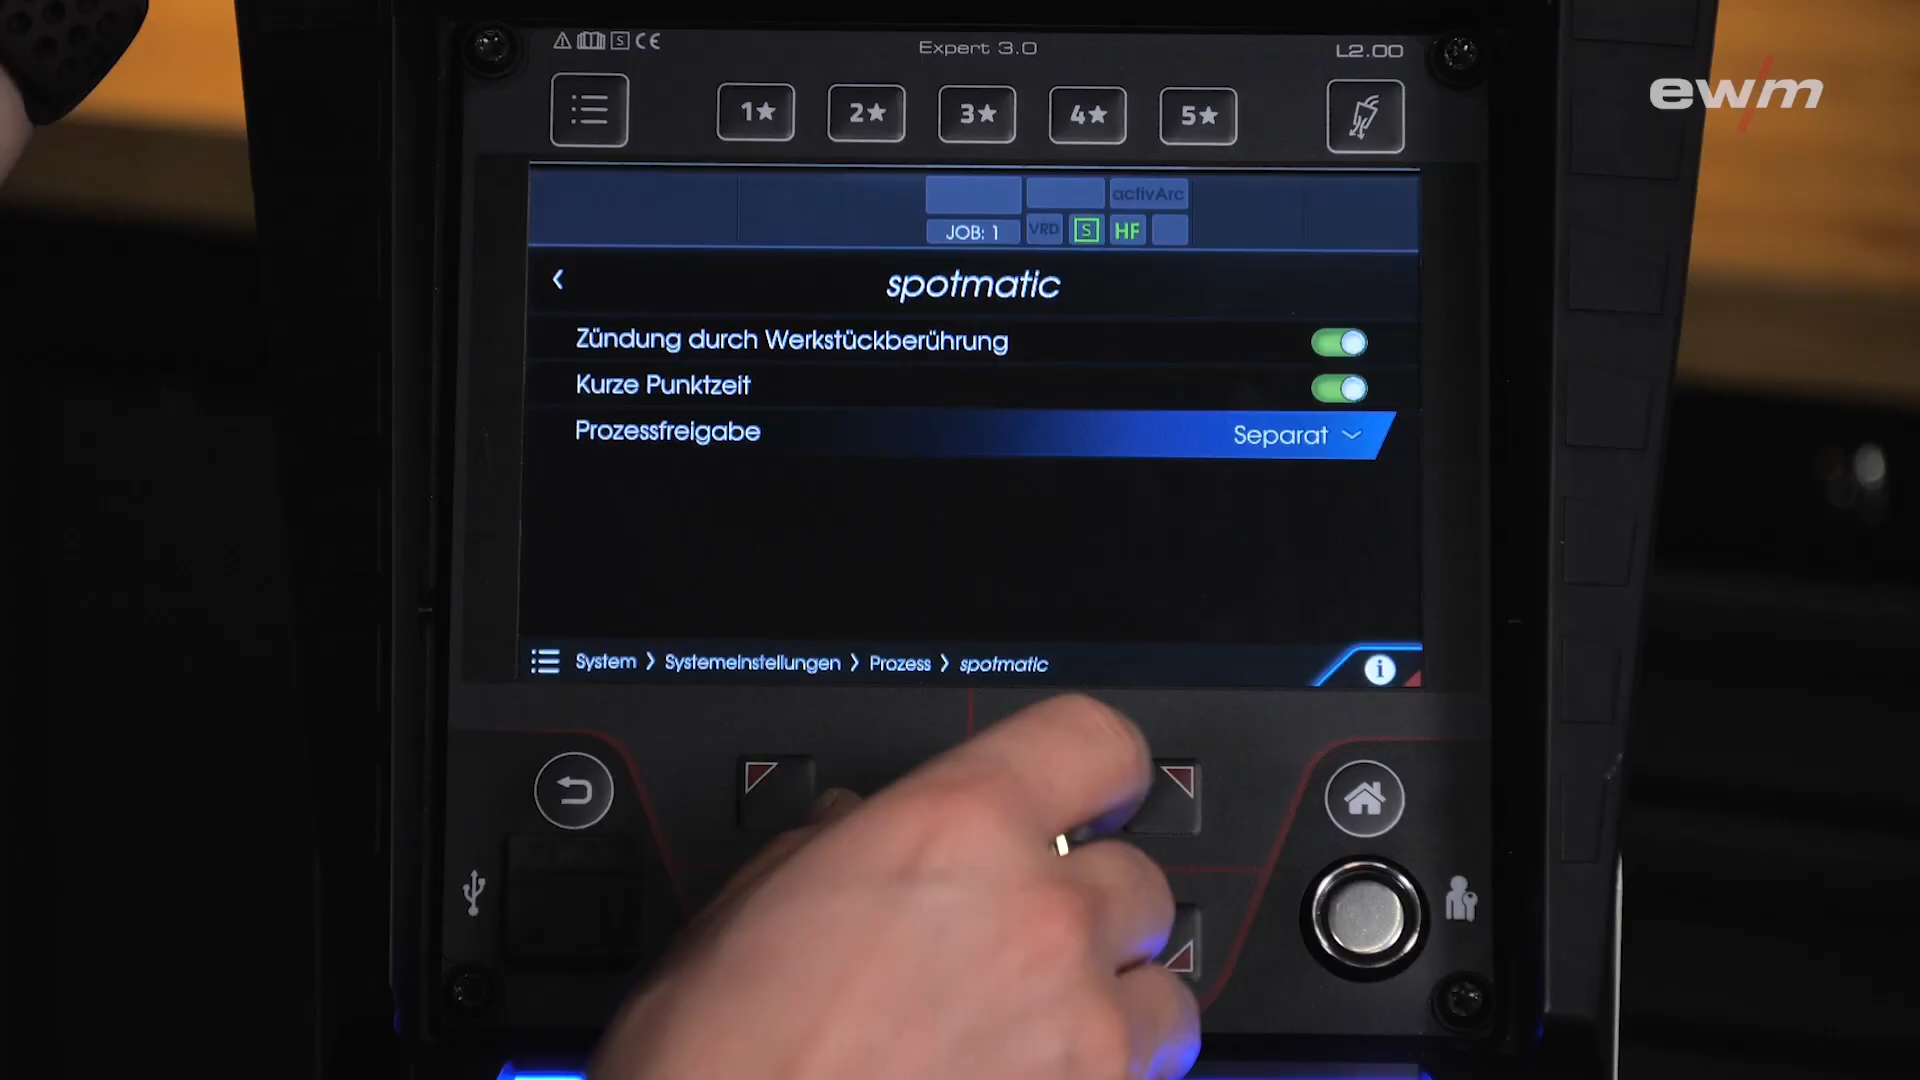 CE
Expert 3.0
L2.00
ewm
1★
2★
3★
4★
5★
activArc
JOB: 1
VRD
S
HF
spotmatic
Zündung durch Werkstückberührung
Kurze Punktzeit
Prozessfreigabe
Separat
System > Systemeinstellungen > Prozess > spotmatic
i